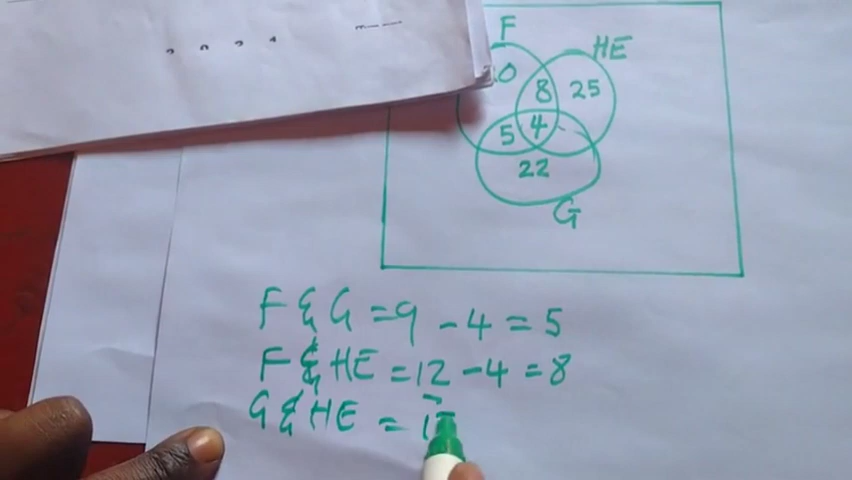 F
HE
8 25
5 4
22
G
F & G = 9 - 4 = 5
F & HE = 12 - 4 = 8
G & HE =